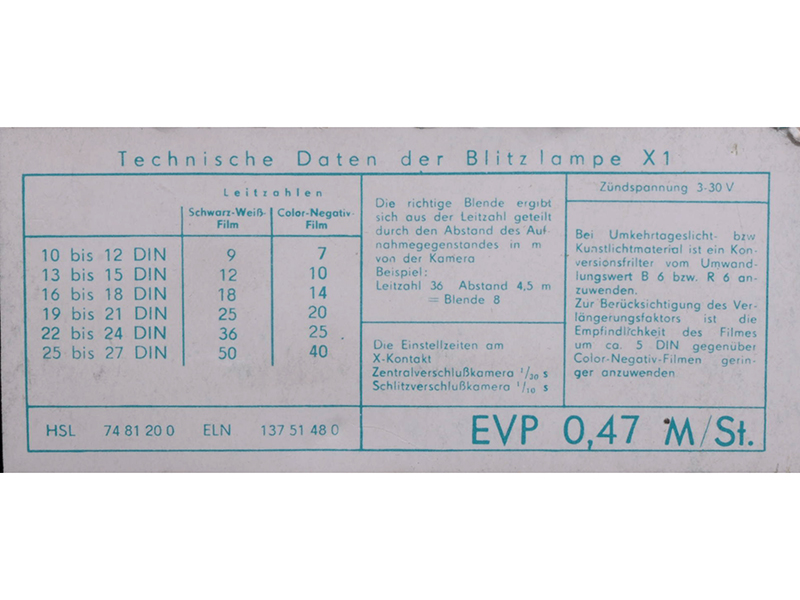 Technische Daten der Blitzlampe X1
Leitzahlen
Schwarz-Weiß- Color-Negativ-
Film Film
10 bis 12 DIN 9 7
13 bis 15 DIN 12 10
16 bis 18 DIN 18 14
19 bis 21 DIN 25 20
22 bis 24 DIN 36 25
25 bis 27 DIN 50 40
Die richtige Blende ergibt
sich aus der Leitzahl geteilt
durch den Abstand des Auf-
nahmegegenstandes in m
von der Kamera
Beispiel:
Leitzahl 36 Abstand 4,5 m
= Blende 8
Die Einstellzeiten am
X-Kontakt
Zentralverschlußkamera 1/30 s
Schlitzverschlußkamera 1/10 s
Zündspannung 3-30 V
Bei Umkehrtageslicht- bzw
Kunstlichtmaterial ist ein Kon-
versionsfilter vom Umwand-
lungswert B 6 bzw. R 6 an-
zuwenden.
Zur Berücksichtigung des Ver-
längerungsfaktors ist die
Empfindlichkeit des Filmes
um ca. 5 DIN gegenüber
Color-Negativ-Filmen gerin-
ger anzuwenden
HSL 74 81 20 0 ELN 137 51 48 0
EVP 0,47 M/St.